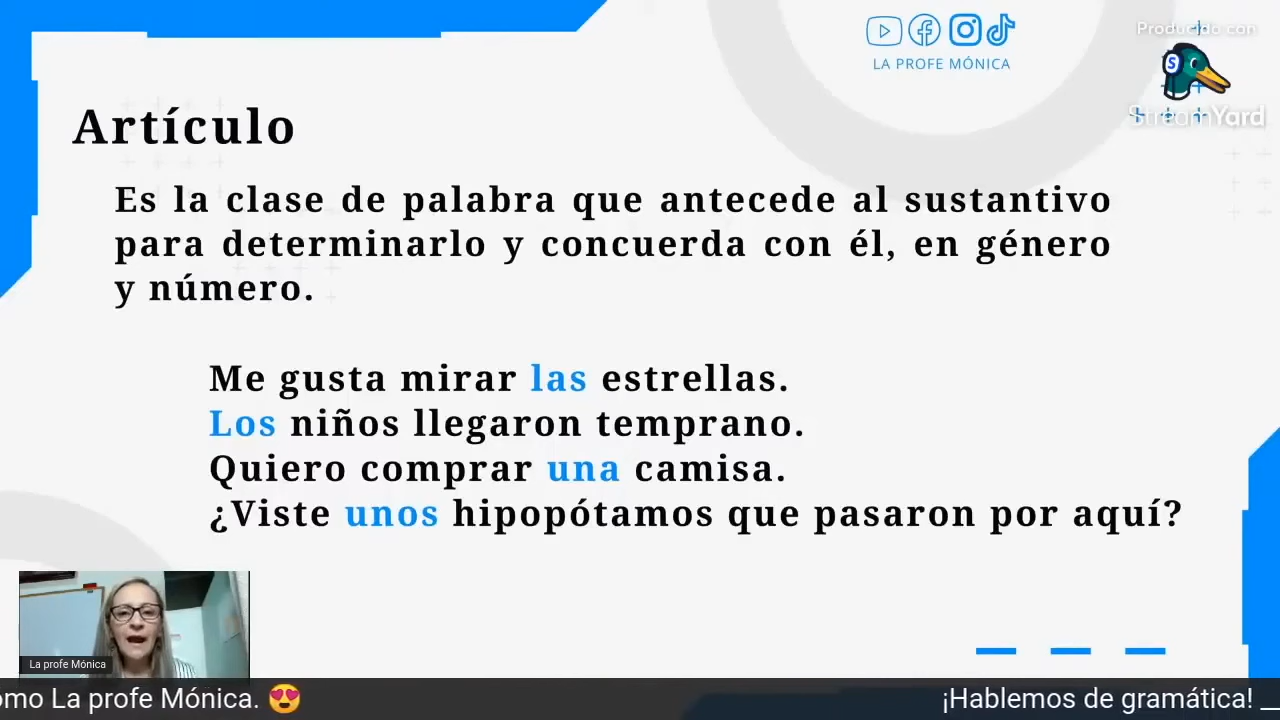 Producido con
LA PROFE MÓNICA
StreamYard
Artículo
Es la clase de palabra que antecede al sustantivo
para determinarlo y concuerda con él, en género
y número.
Me gusta mirar las estrellas.
Los niños llegaron temprano.
Quiero comprar una camisa.
¿Viste unos hipopótamos que pasaron por aquí?
La profe Mónica
omo La profe Mónica. 😍 ¡Hablemos de gramática! __